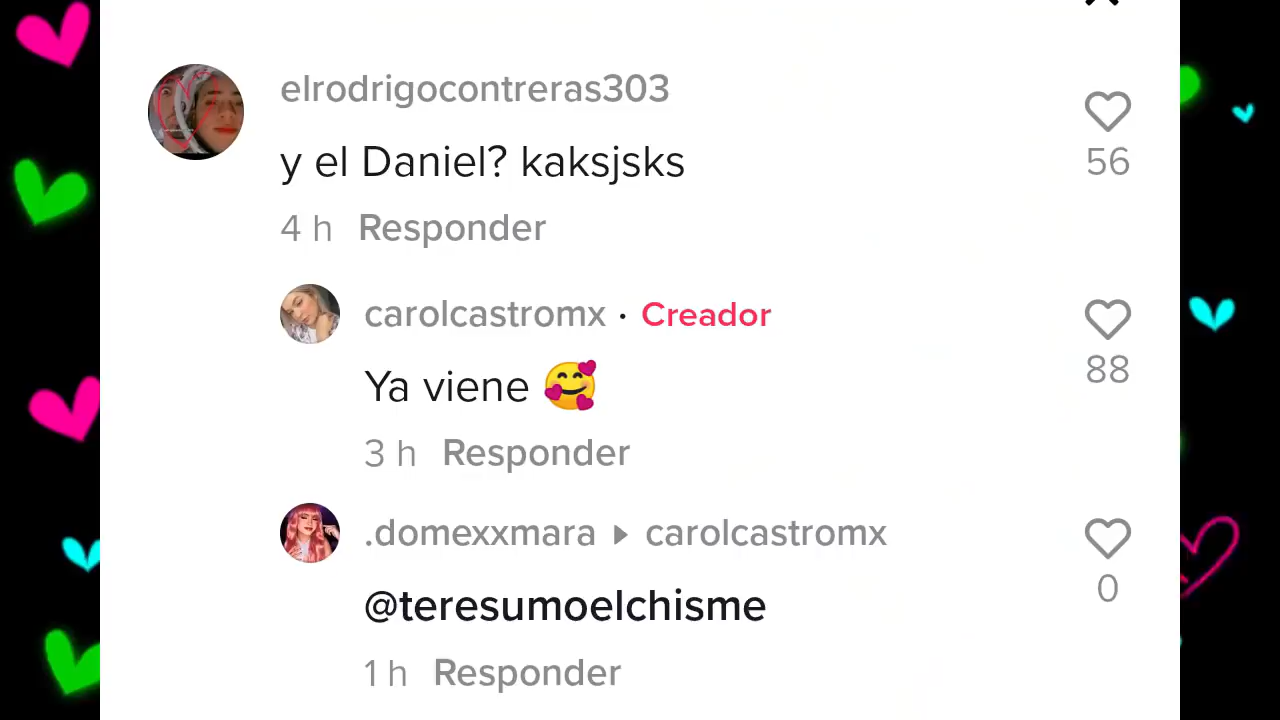 elrodrigocontreras303
y el Daniel? kaksjsks
56
4 h Responder
carolcastromx · Creador
Ya viene 🥰
88
3 h Responder
.domexxmara ▸ carolcastromx
@teresumoelchisme
0
1 h Responder